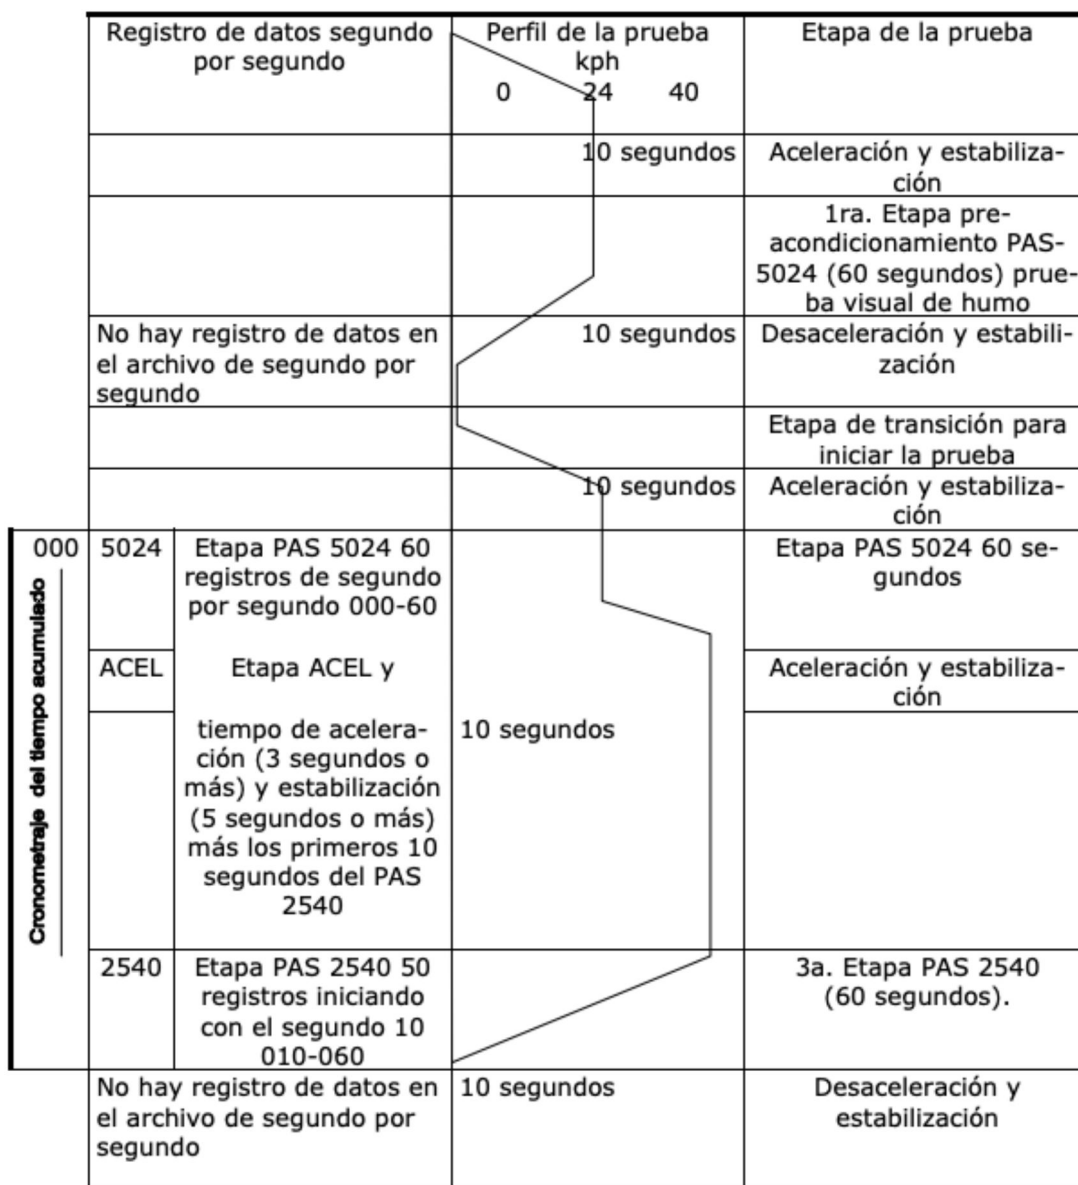 Registro de datos segundo
por segundo
Perfil de la prueba
kph
0 24 40
Etapa de la prueba
10 segundos
Aceleración y estabiliza-
ción
1ra. Etapa pre-
acondicionamiento PAS-
5024 (60 segundos) prue-
ba visual de humo
No hay registro de datos en
el archivo de segundo por
segundo
10 segundos
Desaceleración y estabili-
zación
Etapa de transición para
iniciar la prueba
10 segundos
Aceleración y estabiliza-
ción
Cronometraje del tiempo acumulado
000
5024
Etapa PAS 5024 60
registros de segundo
por segundo 000-60
Etapa PAS 5024 60 se-
gundos
ACEL
Etapa ACEL y
Aceleración y estabiliza-
ción
tiempo de acelera-
ción (3 segundos o
más) y estabilización
(5 segundos o más)
más los primeros 10
segundos del PAS
2540
10 segundos
2540
Etapa PAS 2540 50
registros iniciando
con el segundo 10
010-060
3a. Etapa PAS 2540
(60 segundos).
No hay registro de datos en
el archivo de segundo por
segundo
10 segundos
Desaceleración y
estabilización